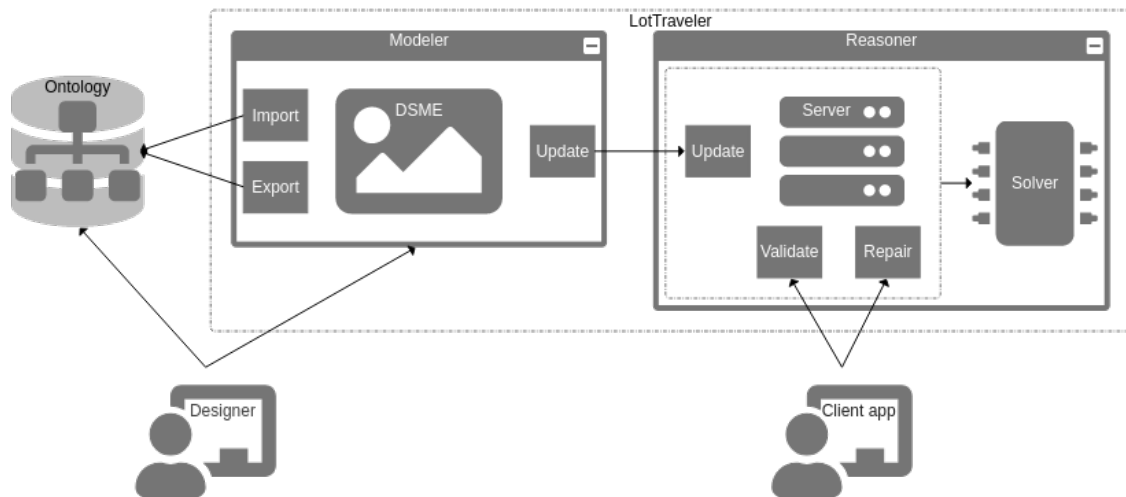 LotTraveler
Modeler
Reasoner
Ontology
Import
DSME
Server
Update
Update
Export
Solver
Validate
Repair
Designer
Client app